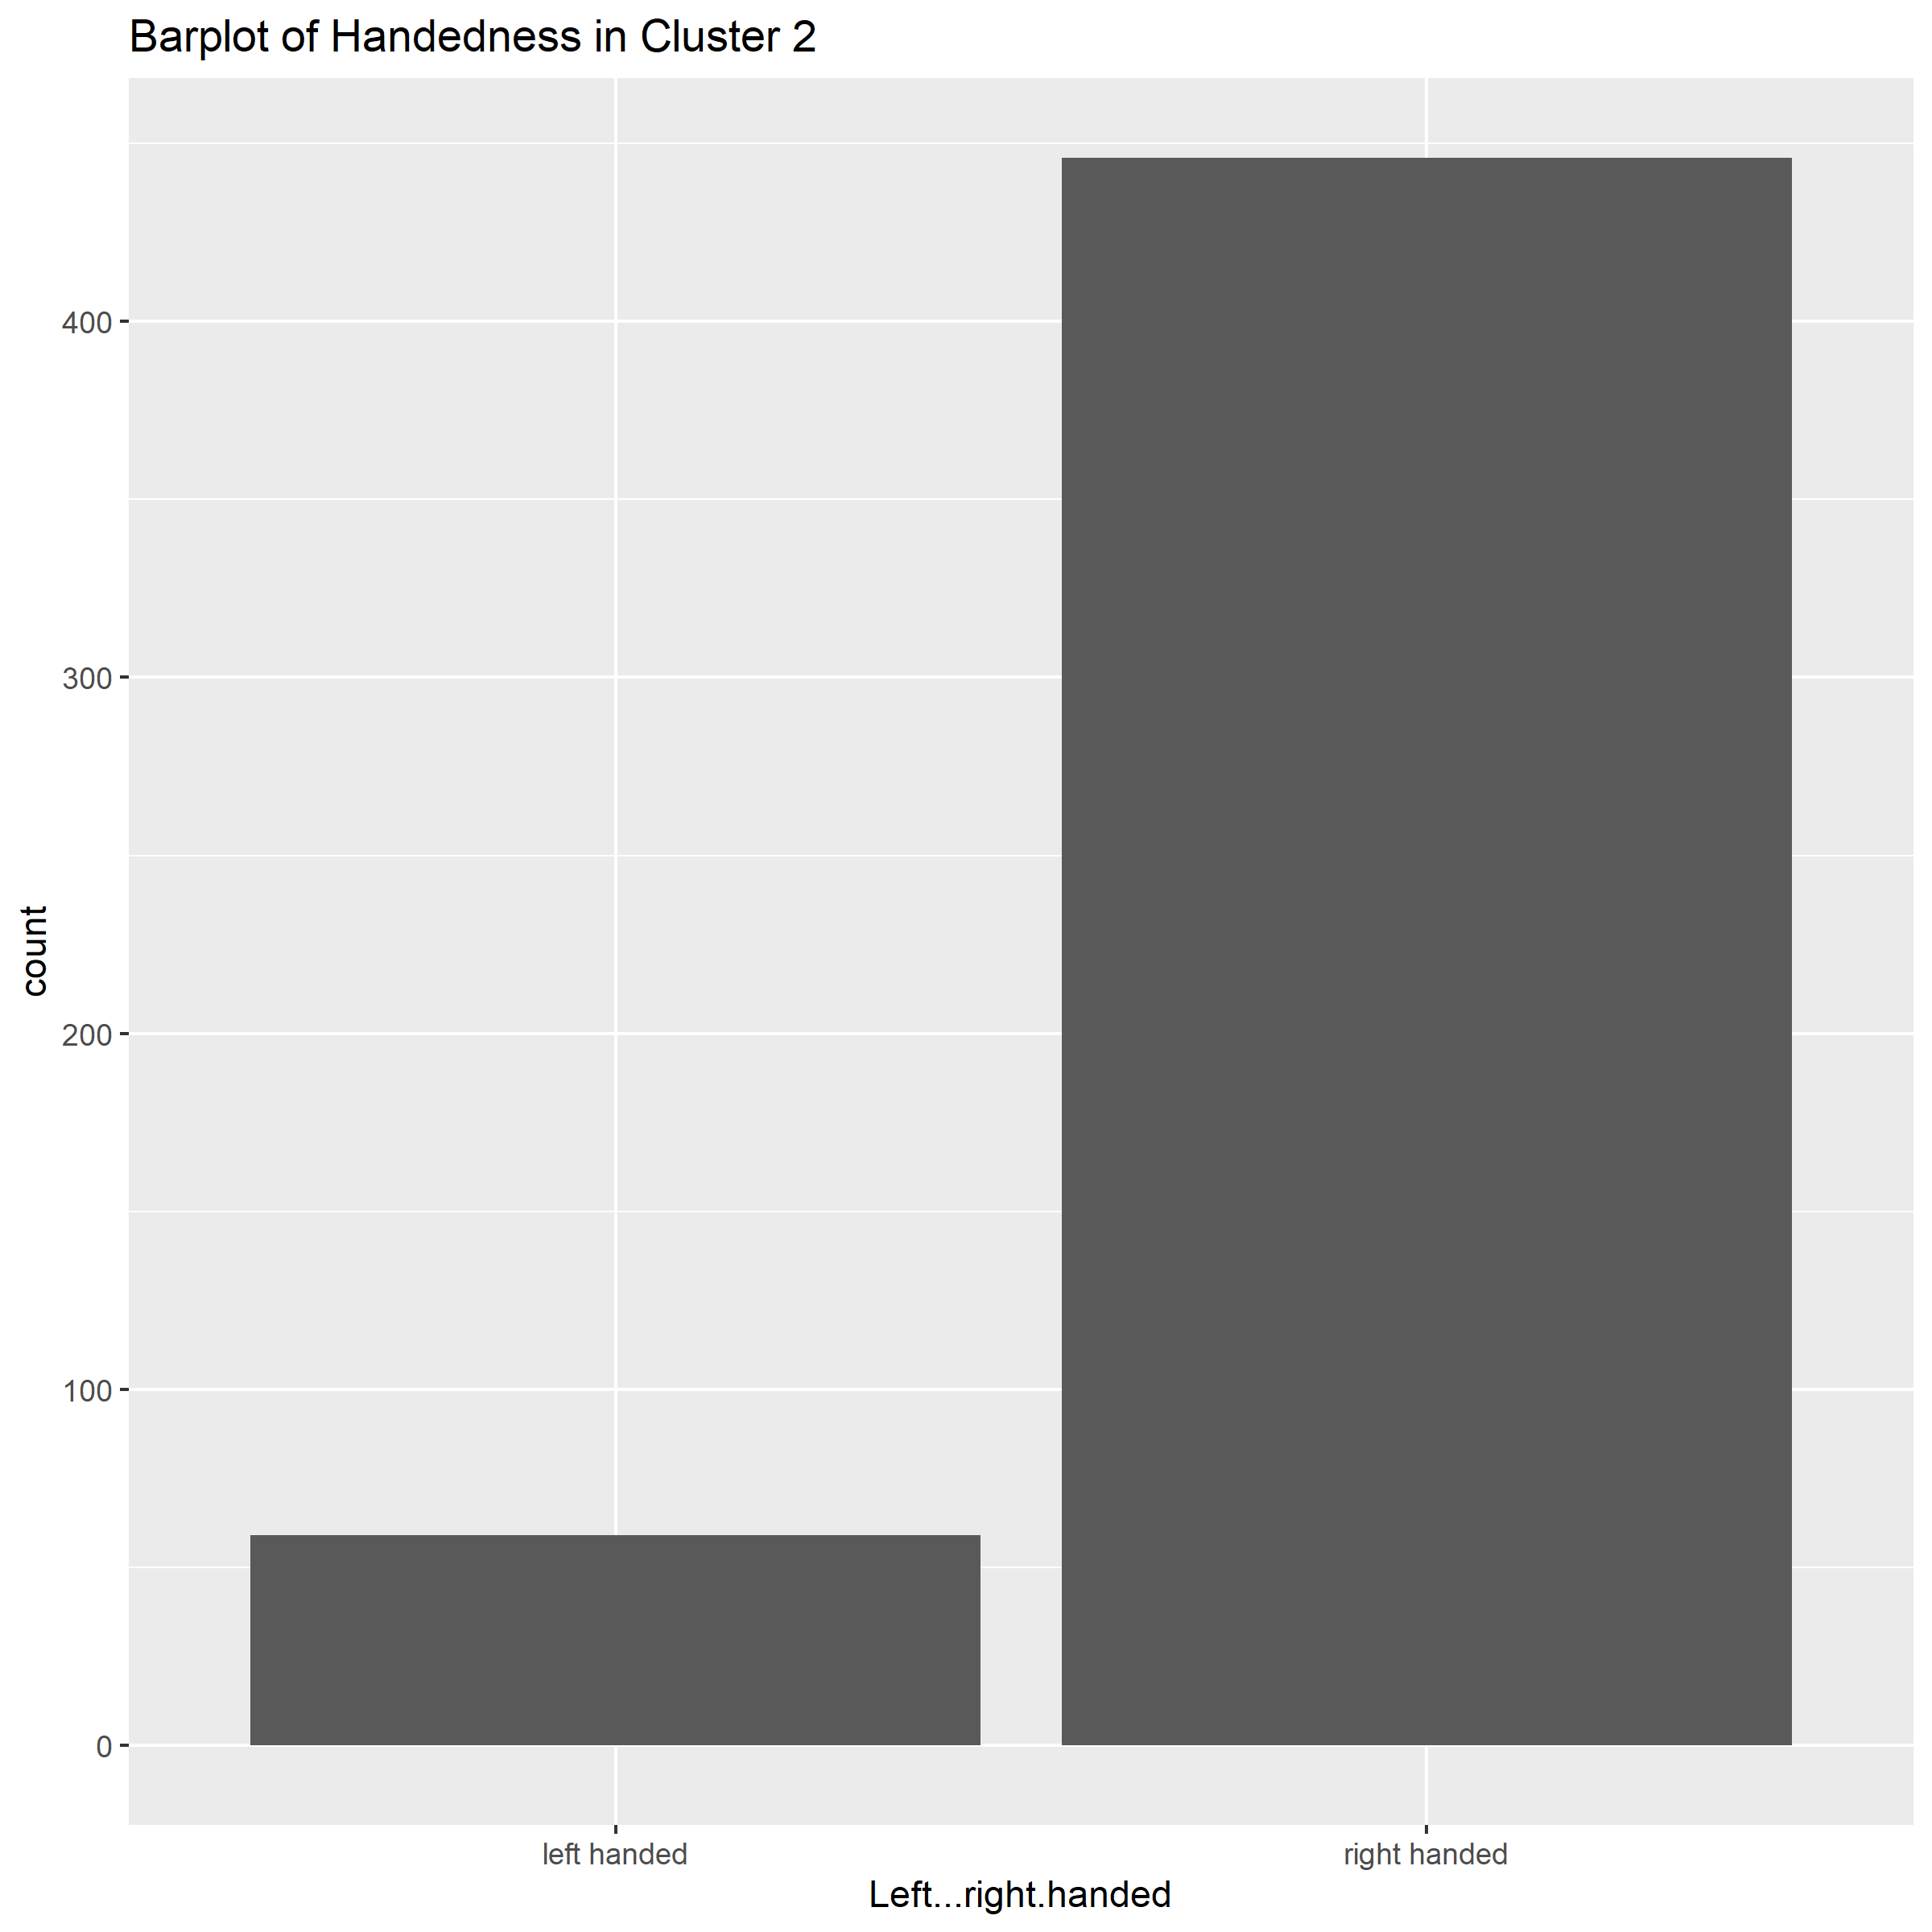 Barplot of Handedness in Cluster 2
count
400
300
200
100
0
left handed
right handed
Left...right.handed